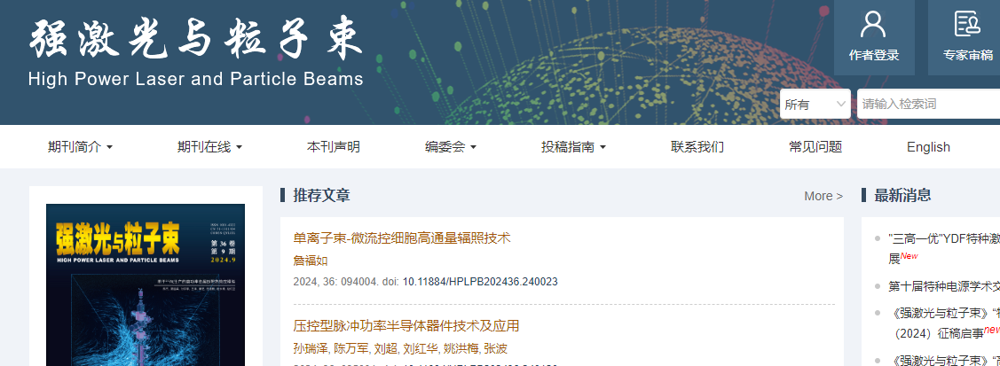 强激光与粒子束
High Power Laser and Particle Beams
作者登录
专家审稿
所有
请输入检索词
期刊简介
期刊在线
本刊声明
编委会
投稿指南
联系我们
常见问题
English
强激光与粒子束
HIGH POWER LASER AND PARTICLE BEAMS
第 36 卷
第 9 期
2024.9
推荐文章
More >
单离子束-微流控细胞高通量辐照技术
詹福如
2024, 36: 094004. doi: 10.11884/HPLPB202436.240023
压控型脉冲功率半导体器件技术及应用
孙瑞泽, 陈万军, 刘超, 刘红华, 姚洪梅, 张波
最新消息
"三高一优"YDF特种激
展New
第十届特种电源学术交
《强激光与粒子束》“
（2024）征稿启事new
《强激光与粒子束》“